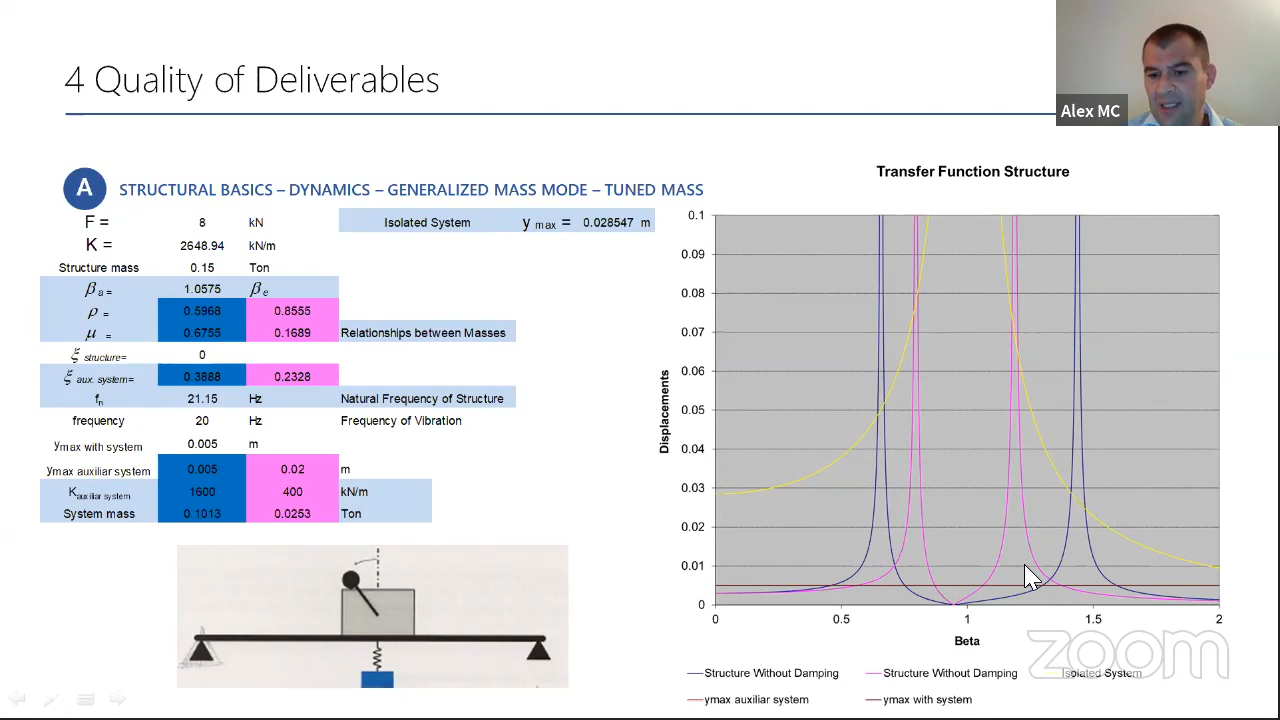 Alex MC
4 Quality of Deliverables
A STRUCTURAL BASICS – DYNAMICS – GENERALIZED MASS MODE – TUNED MASS
F = 8 kN Isolated System y max = 0.028547 m
K = 2648.94 kN/m
Structure mass 0.15 Ton
β a = 1.0575 β e
ρ = 0.5968 0.8555
μ = 0.6755 0.1689 Relationships between Masses
ξ structure= 0
ξ aux. system= 0.3888 0.2328
fn 21.15 Hz Natural Frequency of Structure
frequency 20 Hz Frequency of Vibration
ymax with system 0.005 m
ymax auxiliar system 0.005 0.02 m
Kauxiliar system 1600 400 kN/m
System mass 0.1013 0.0253 Ton
Transfer Function Structure
0.1
0.09
0.08
0.07
0.06
0.05
0.04
0.03
0.02
0.01
0
Displacements
0 0.5 1 1.5 2
Beta
Structure Without Damping Structure Without Damping Isolated System
ymax auxiliar system ymax with system
zoom